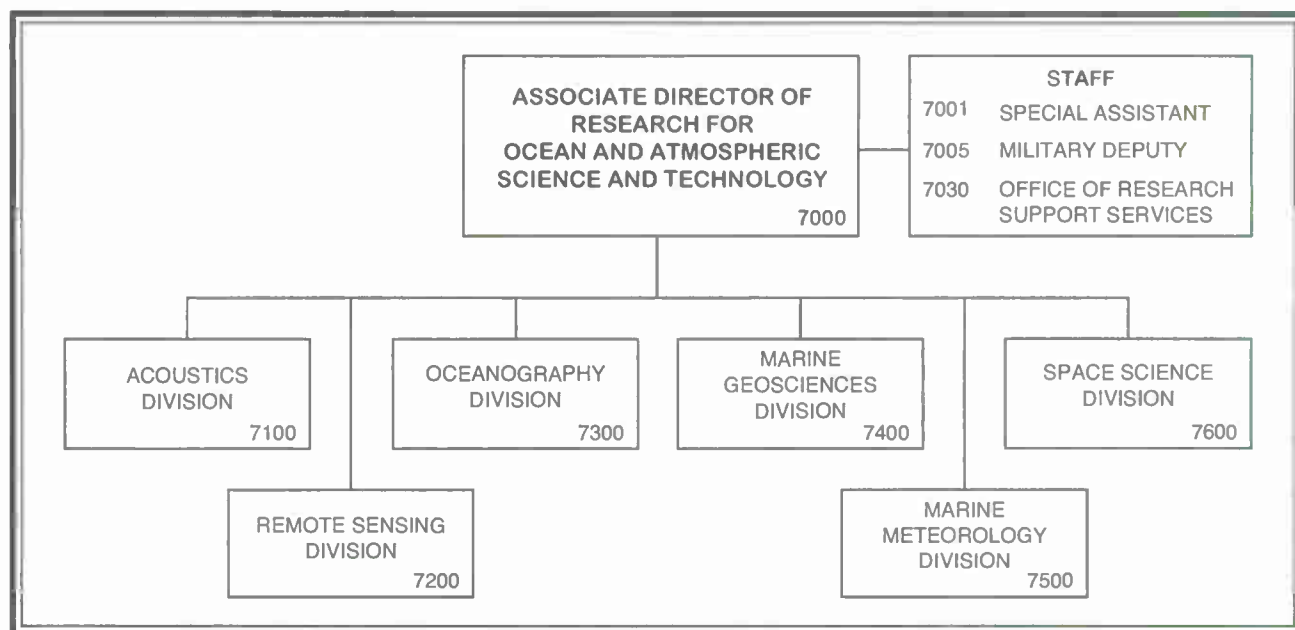 ASSOCIATE DIRECTOR OF
RESEARCH FOR
OCEAN AND ATMOSPHERIC
SCIENCE AND TECHNOLOGY
7000
STAFF
7001 SPECIAL ASSISTANT
7005 MILITARY DEPUTY
7030 OFFICE OF RESEARCH
SUPPORT SERVICES
ACOUSTICS
DIVISION
7100
OCEANOGRAPHY
DIVISION
7300
MARINE
GEOSCIENCES
DIVISION
7400
SPACE SCIENCE
DIVISION
7600
REMOTE SENSING
DIVISION
7200
MARINE
METEOROLOGY
DIVISION
7500